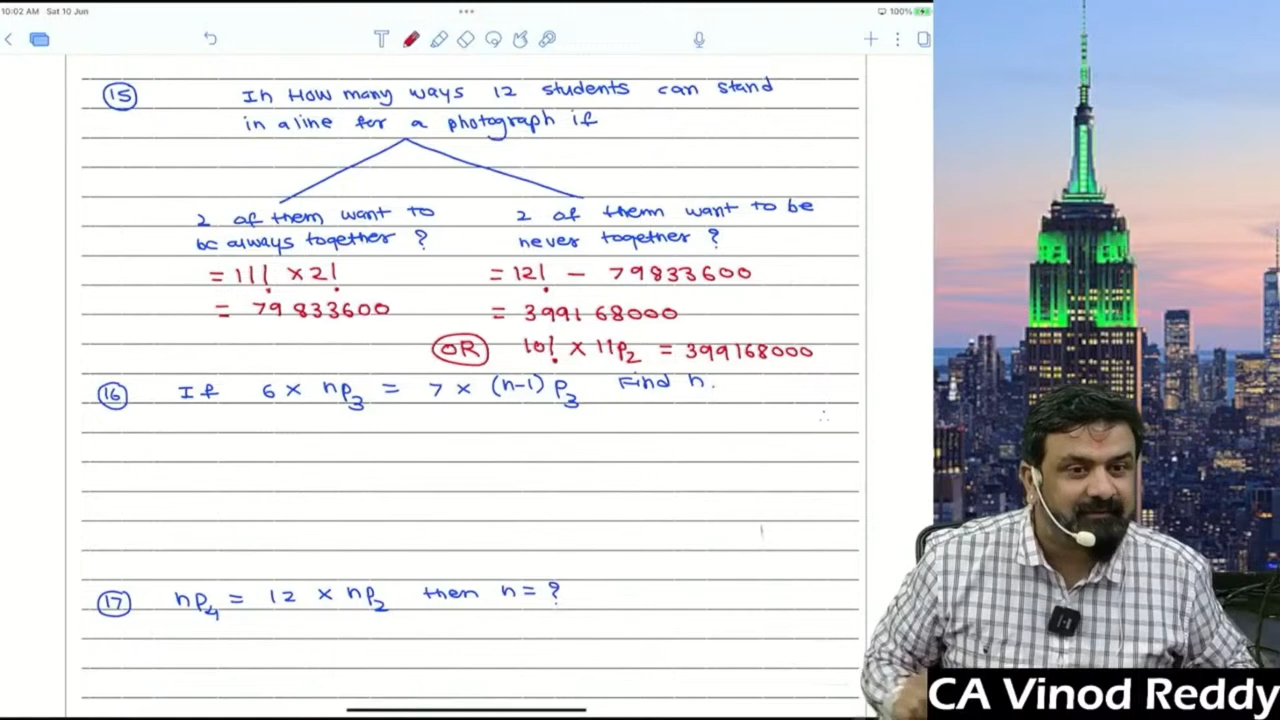 10:02 AM Sat 10 Jun
100%
15 In How many ways 12 students can stand
in a line for a photograph if
2 of them want to
be always together ?
= 11! × 2!
= 79833600
2 of them want to be
never together ?
= 12! - 79833600
= 399168000
OR 10! × 11P2 = 399168000
16 If 6 × nP3 = 7 × (n-1) P3 Find n.
17 nP4 = 12 × nP2 then n = ?
CA Vinod Reddy